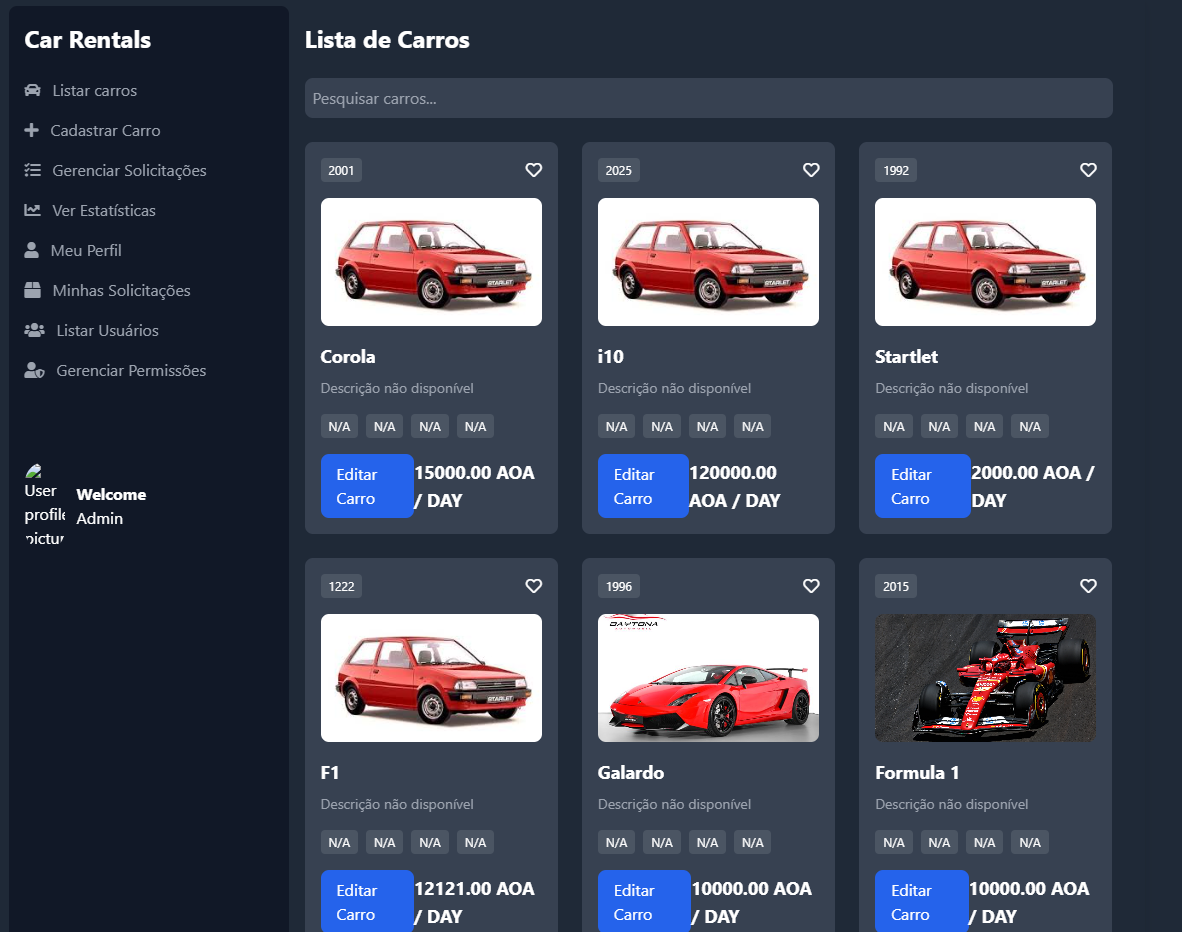 Car Rentals
Listar carros
Cadastrar Carro
Gerenciar Solicitações
Ver Estatísticas
Meu Perfil
Minhas Solicitações
Listar Usuários
Gerenciar Permissões
User
profile
pictur
Welcome
Admin
Lista de Carros
Pesquisar carros...
2001
STARLET
Corola
Descrição não disponível
N/A N/A N/A N/A
Editar
Carro
15000.00 AOA
/ DAY
2025
STARLET
i10
Descrição não disponível
N/A N/A N/A N/A
Editar
Carro
120000.00
AOA / DAY
1992
STARLET
Startlet
Descrição não disponível
N/A N/A N/A N/A
Editar
Carro
2000.00 AOA /
DAY
1222
STARLET
F1
Descrição não disponível
N/A N/A N/A N/A
Editar
Carro
12121.00 AOA
/ DAY
1996
DAYTONA
Galardo
Descrição não disponível
N/A N/A N/A N/A
Editar
Carro
10000.00 AOA
/ DAY
2015
Formula 1
Descrição não disponível
N/A N/A N/A N/A
Editar
Carro
10000.00 AOA
/ DAY